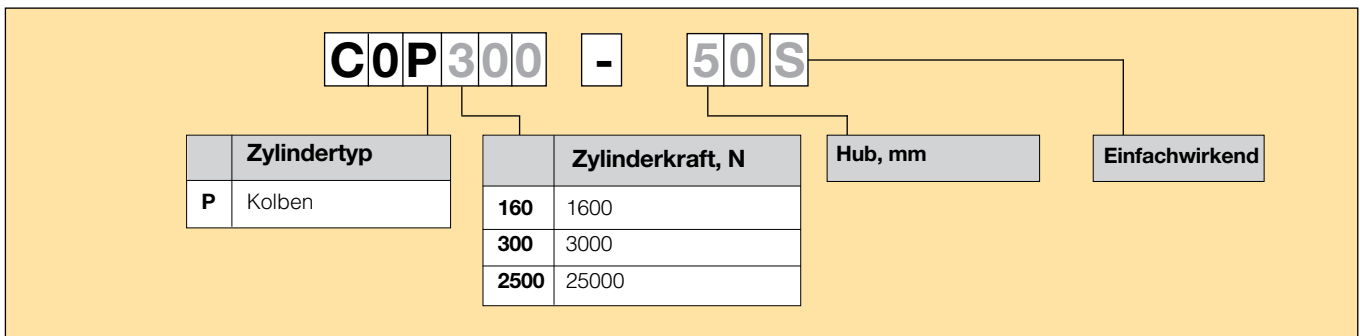 C0P300 - 50S
Zylindertyp
P Kolben
Zylinderkraft, N
160 1600
300 3000
2500 25000
Hub, mm
Einfachwirkend